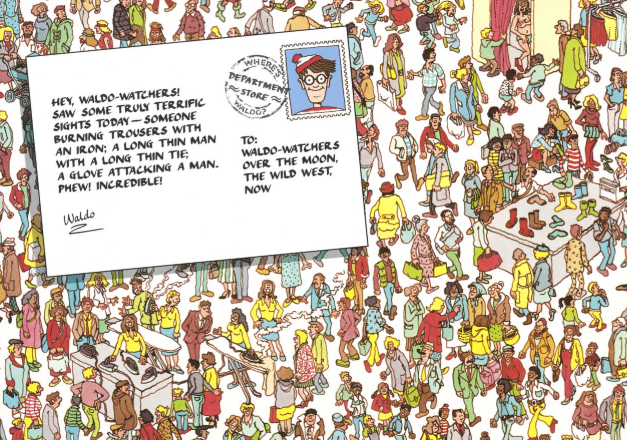 HEY, WALDO-WATCHERS!
SAW SOME TRULY TERRIFIC
SIGHTS TODAY — SOMEONE
BURNING TROUSERS WITH
AN IRON; A LONG THIN MAN
WITH A LONG THIN TIE;
A GLOVE ATTACKING A MAN.
PHEW! INCREDIBLE!
Waldo
WHERE'S
DEPARTMENT
STORE
WALDO?
TO:
WALDO-WATCHERS
OVER THE MOON,
THE WILD WEST,
NOW